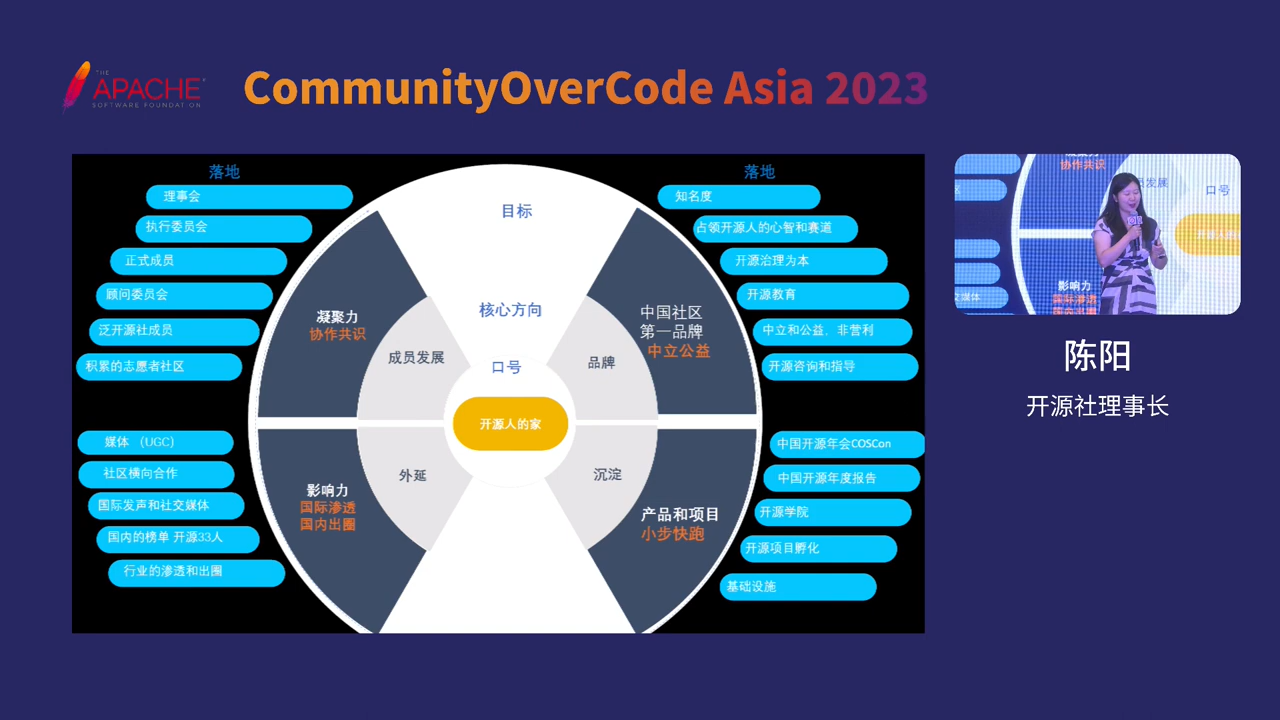 THE
APACHE
SOFTWARE FOUNDATION
CommunityOverCode Asia 2023
落地
理事会
执行委员会
正式成员
顾问委员会
泛开源社成员
积累的志愿者社区
媒体 （UGC）
社区横向合作
国际发声和社交媒体
国内的榜单 开源33人
行业的渗透和出圈
目标
核心方向
口号
开源人的家
凝聚力
协作共识
成员发展
影响力
国际渗透
国内出圈
外延
品牌
中国社区
第一品牌
中立公益
沉淀
产品和项目
小步快跑
落地
知名度
占领开源人的心智和赛道
开源治理为本
开源教育
中立和公益，非营利
开源咨询和指导
中国开源年会COSCon
中国开源年度报告
开源学院
开源项目孵化
基础设施
协作共识
员发展
口号
影响力
国际渗透
交媒体
陈阳
开源社理事长